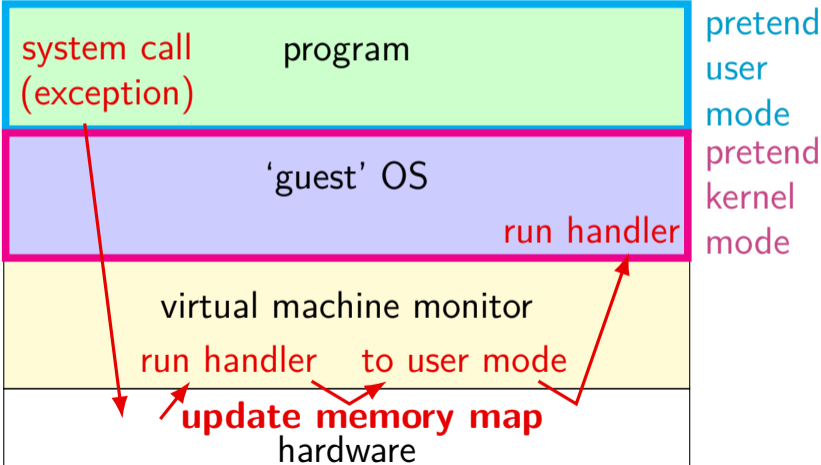 system call
(exception)
program
pretend
user
mode
‘guest’ OS
run handler
pretend
kernel
mode
virtual machine monitor
run handler
to user mode
update memory map
hardware